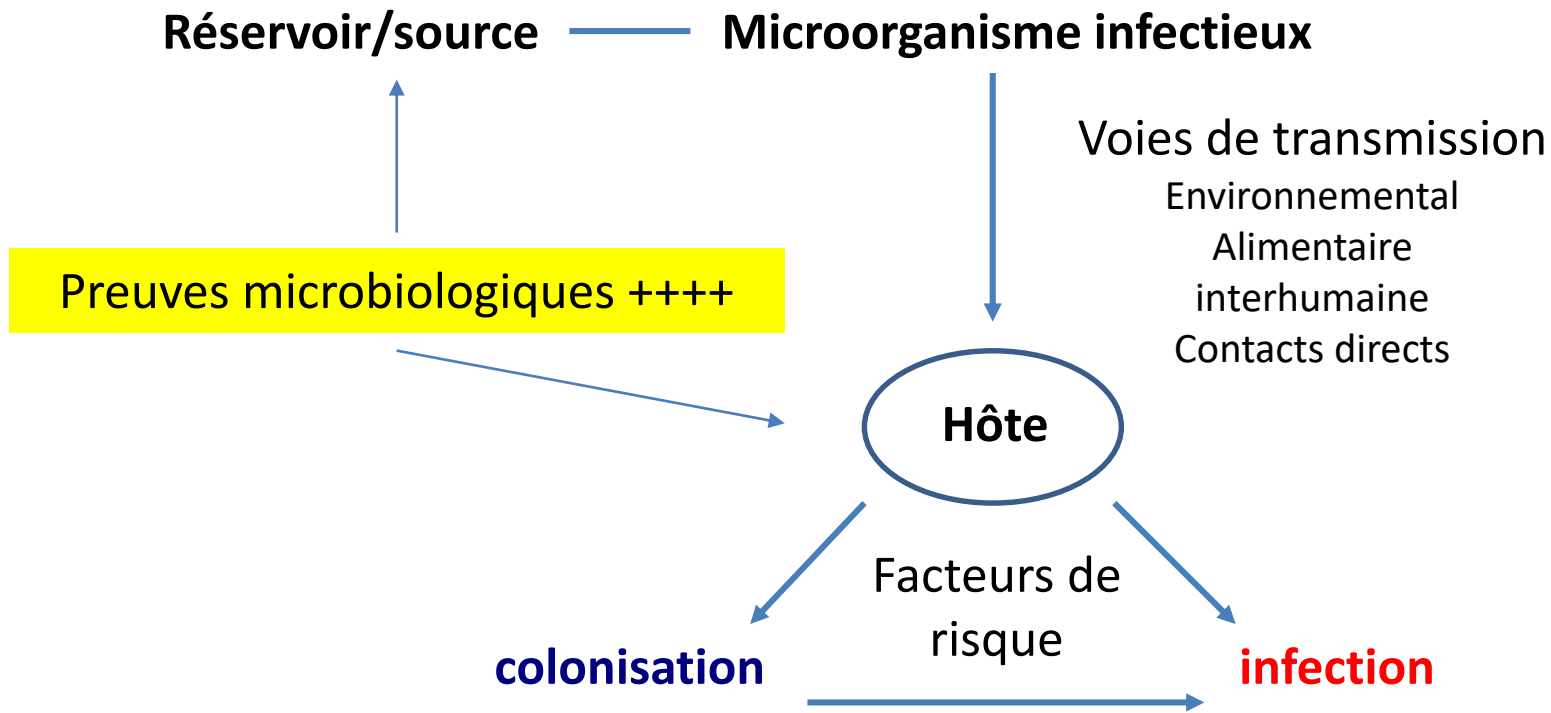 Réservoir/source
Microorganisme infectieux
Voies de transmission
Environnemental
Alimentaire
interhumaine
Contacts directs
Preuves microbiologiques ++++
Hôte
Facteurs de
risque
colonisation
infection